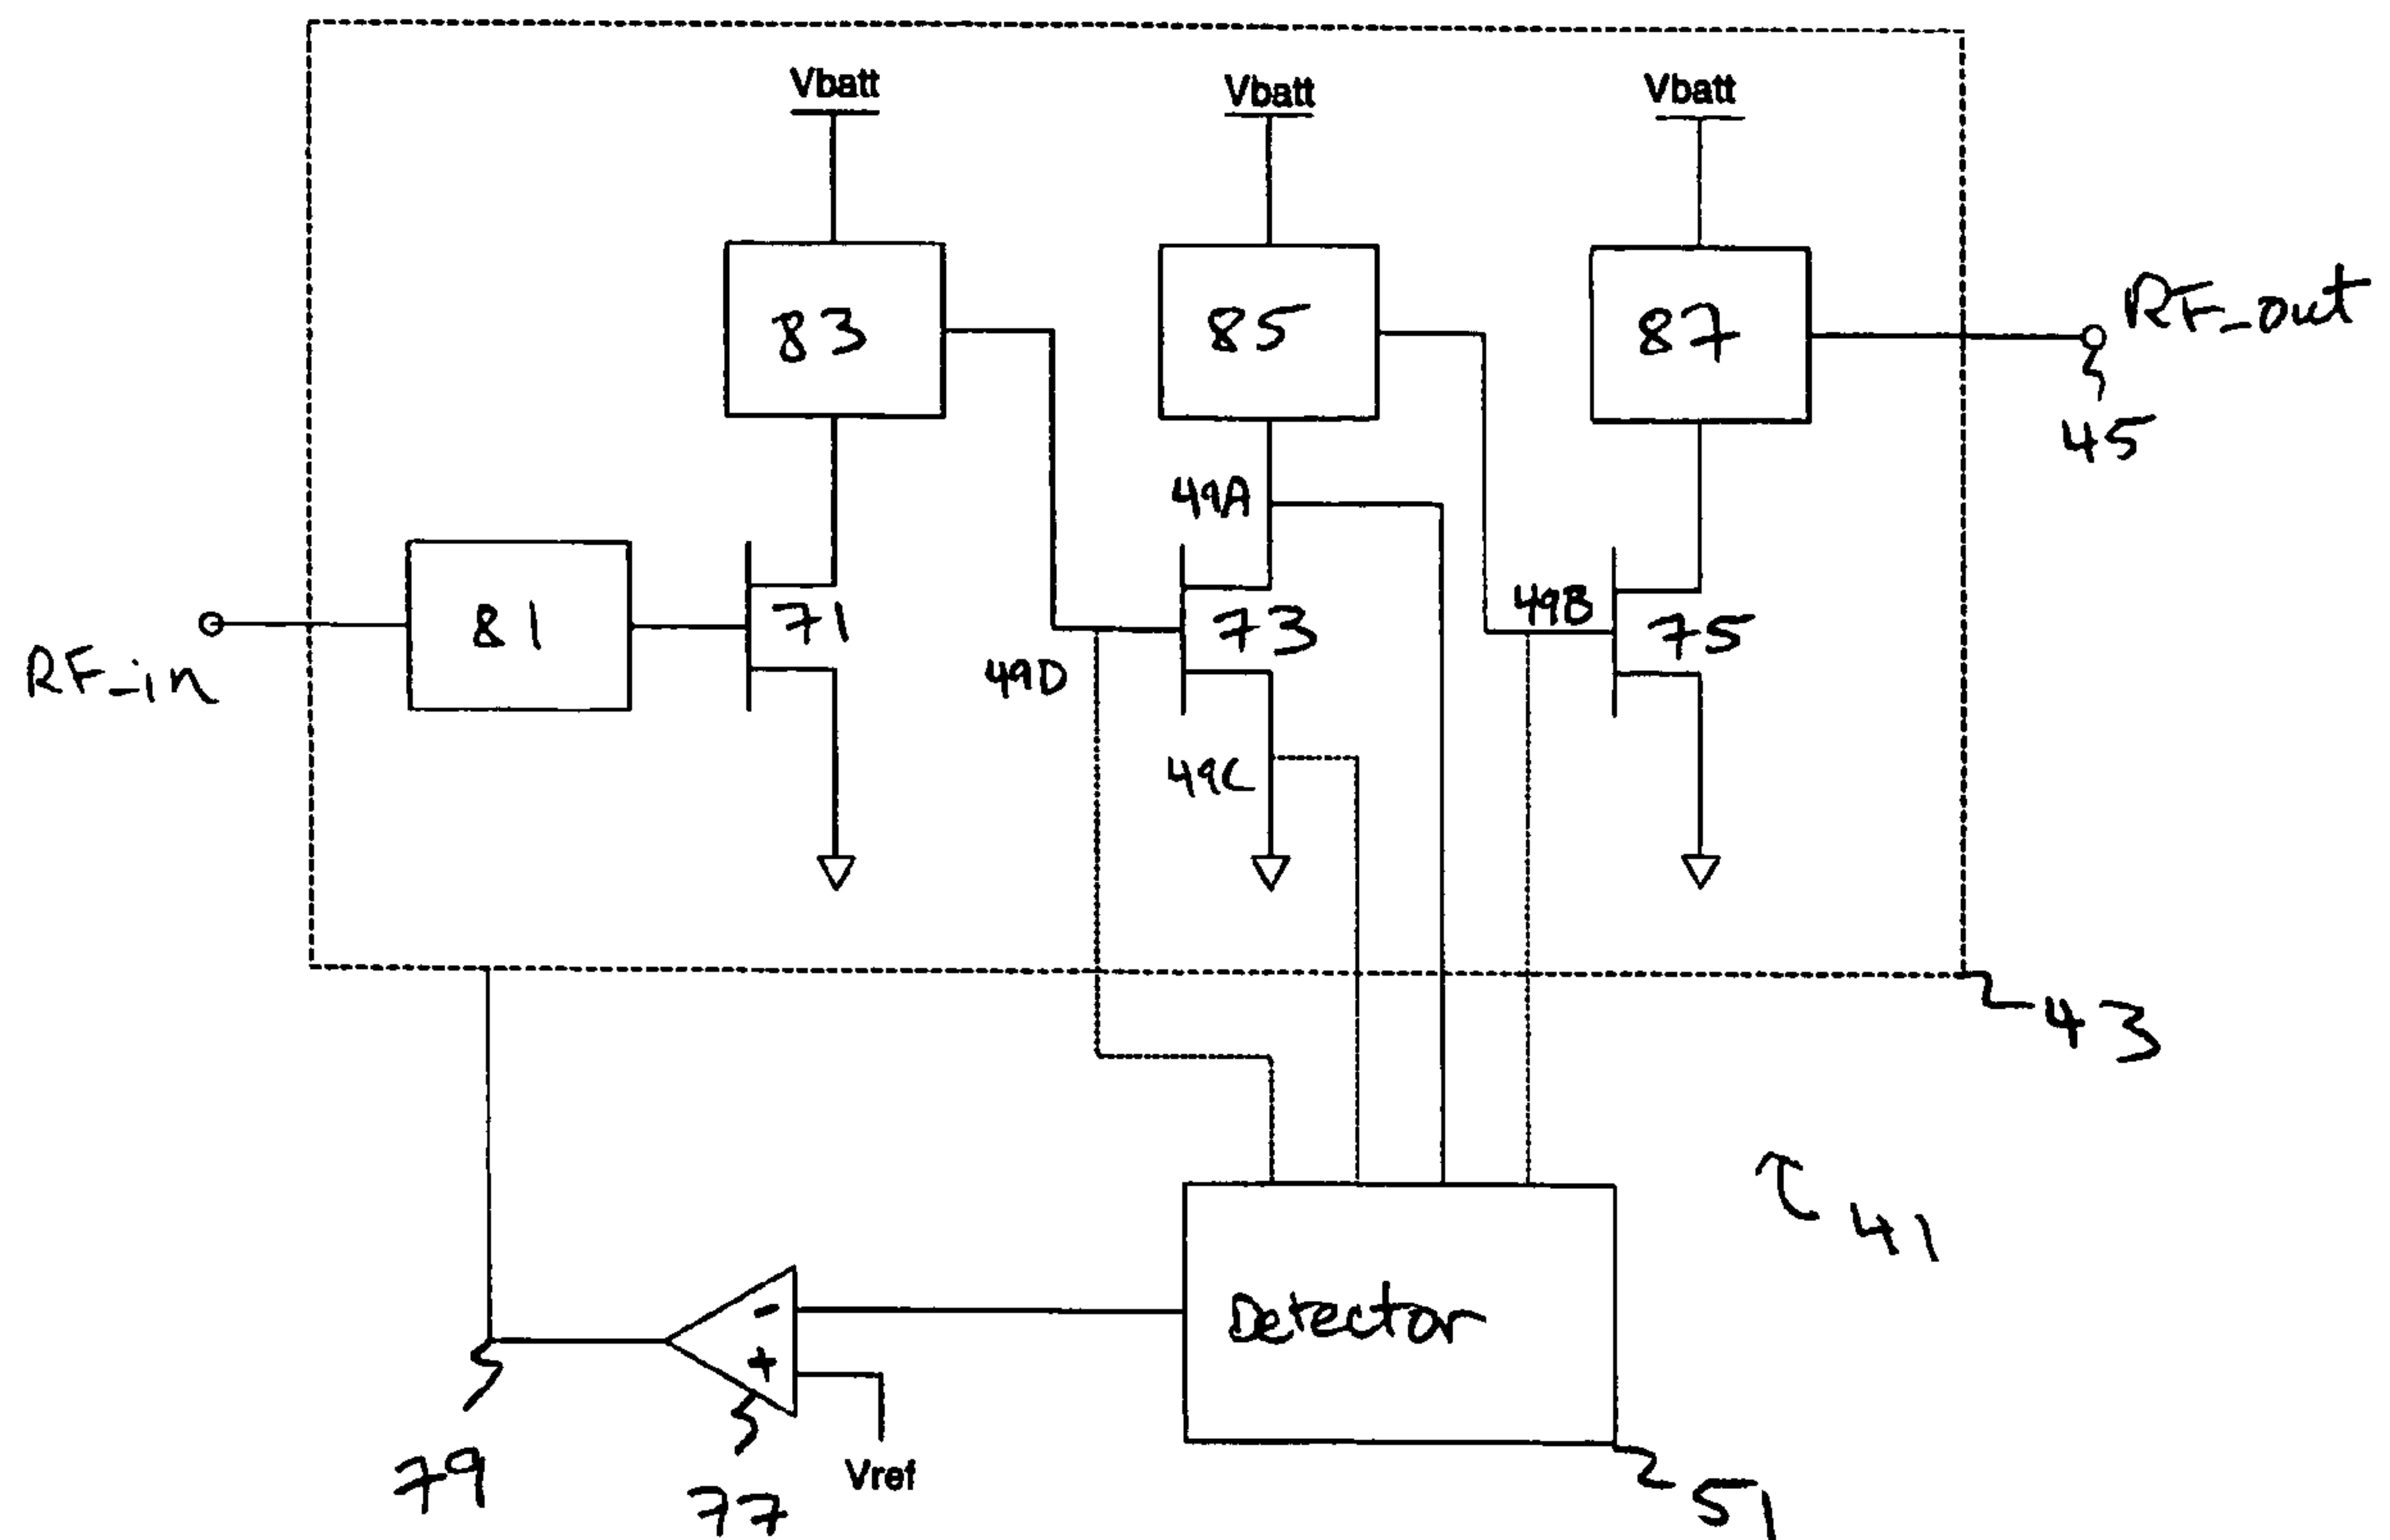 Vbatt
Vbatt
Vbatt
83
85
87
RF_out
45
49A
81
71
49D
73
49B
75
RF_in
49C
43
41
-
+
Detector
79
77
Vref
51